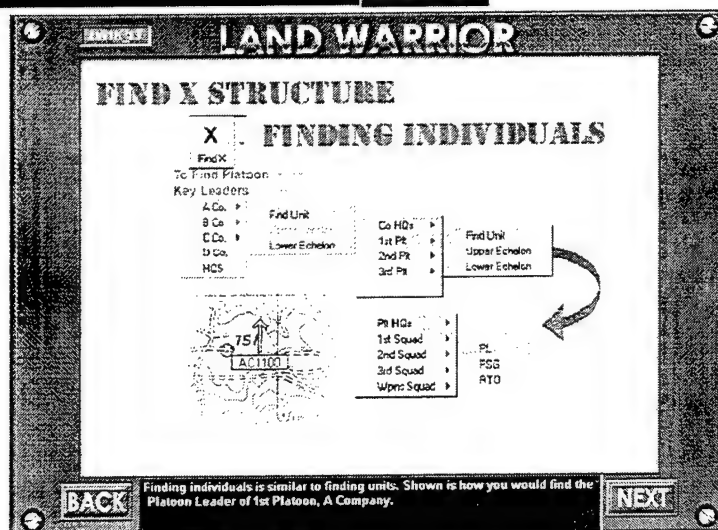 LAND WARRIOR
FIND X STRUCTURE
X
Find X
FINDING INDIVIDUALS
To Find Platoon
Key Leaders
A Co.
B Co
C Co.
D Co.
HCS
Find Unit
Lower Echelon
Co HQs
1st Plt
2nd Plt
3rd Plt
Find Unit
Upper Echelon
Lower Echelon
75
AC1100
Plt HQs
1st Squad
2nd Squad
3rd Squad
Wpns Squad
PL
PSG
RTO
BACK
Finding individuals is similar to finding units. Shown is how you would find the
Platoon Leader of 1st Platoon, A Company.
NEXT